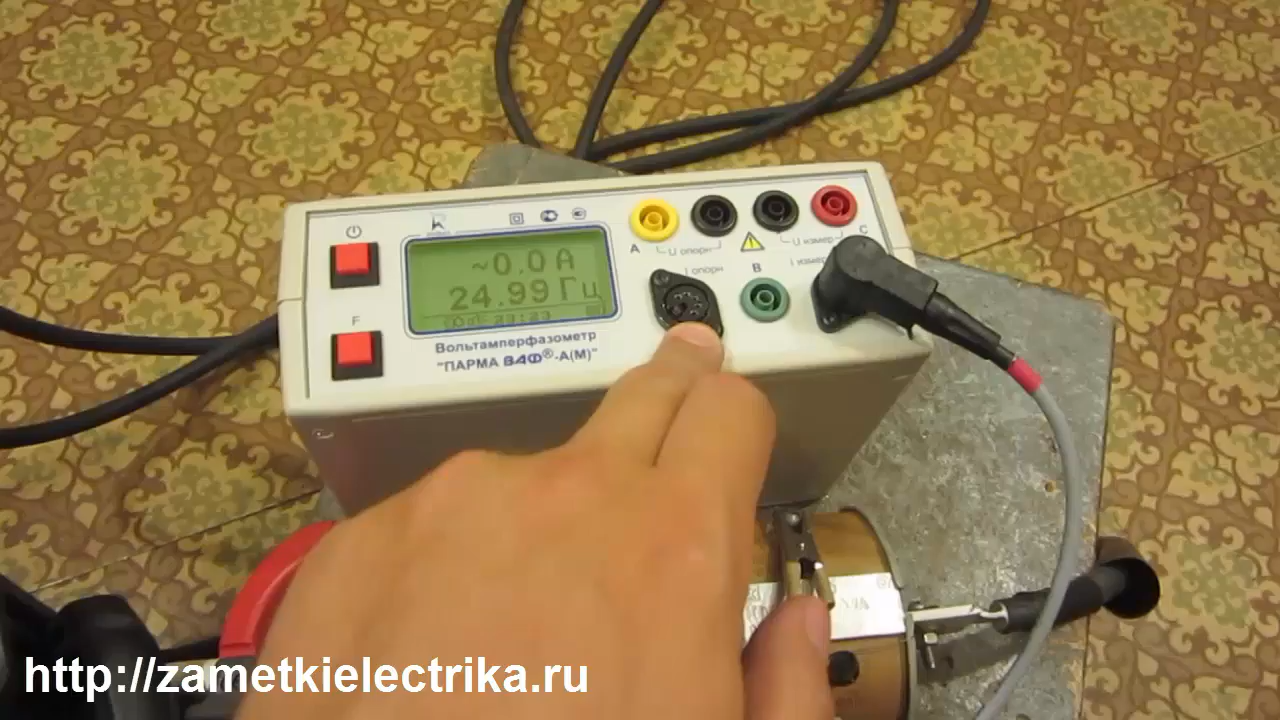 ~0.0 А
24.99 Гц
Вольтамперфазометр
"ПАРМА ВАФ®-А(М)"
F
A
U опорн
U измер
C
I опорн
B
I измер
http://zametkielectrika.ru